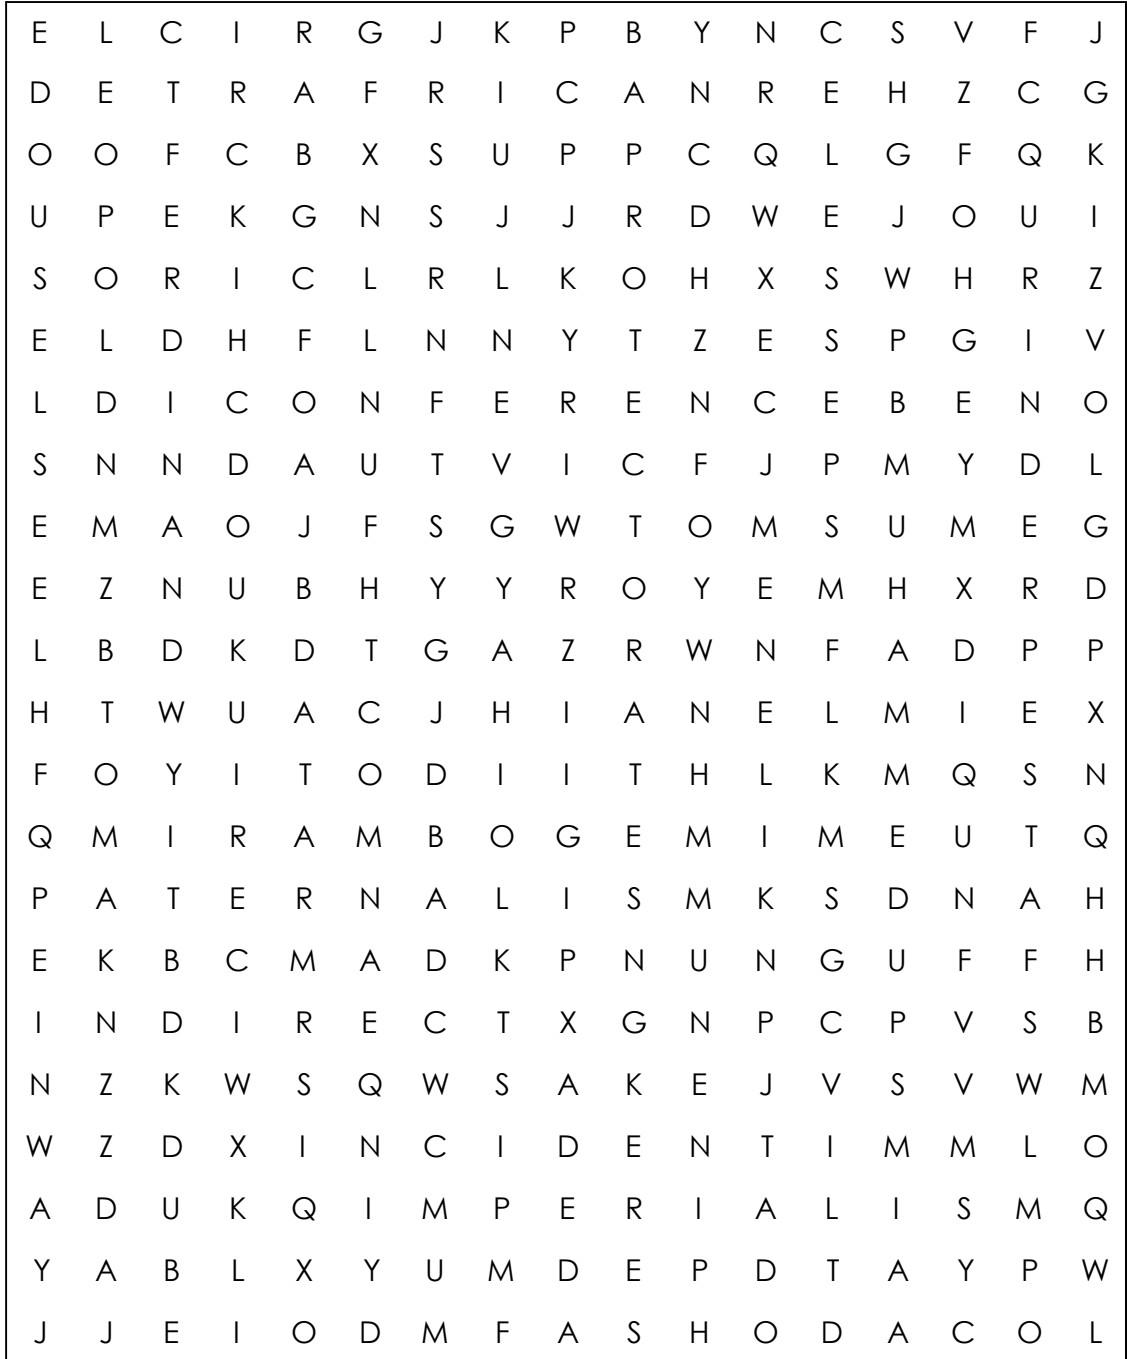 E L C I R G J K P B Y N C S V F J
D E T R A F R I C A N R E H Z C G
O O F C B X S U P P C Q L G F Q K
U P E K G N S J J R D W E J O U I
S O R I C L R L K O H X S W H R Z
E L D H F L N N Y T Z E S P G I V
L D I C O N F E R E N C E B E N O
S N N D A U T V I C F J P M Y D L
E M A O J F S G W T O M S U M E G
E Z N U B H Y Y R O Y E M H X R D
L B D K D T G A Z R W N F A D P P
H T W U A C J H I A N E L M I E X
F O Y I T O D I I T H L K M Q S N
Q M I R A M B O G E M I M E U T Q
P A T E R N A L I S M K S D N A H
E K B C M A D K P N U N G U F F H
I N D I R E C T X G N P C P V S B
N Z K W S Q W S A K E J V S V W M
W Z D X I N C I D E N T I M M L O
A D U K Q I M P E R I A L I S M Q
Y A B L X Y U M D E P D T A Y P W
J J E I O D M F A S H O D A C O L